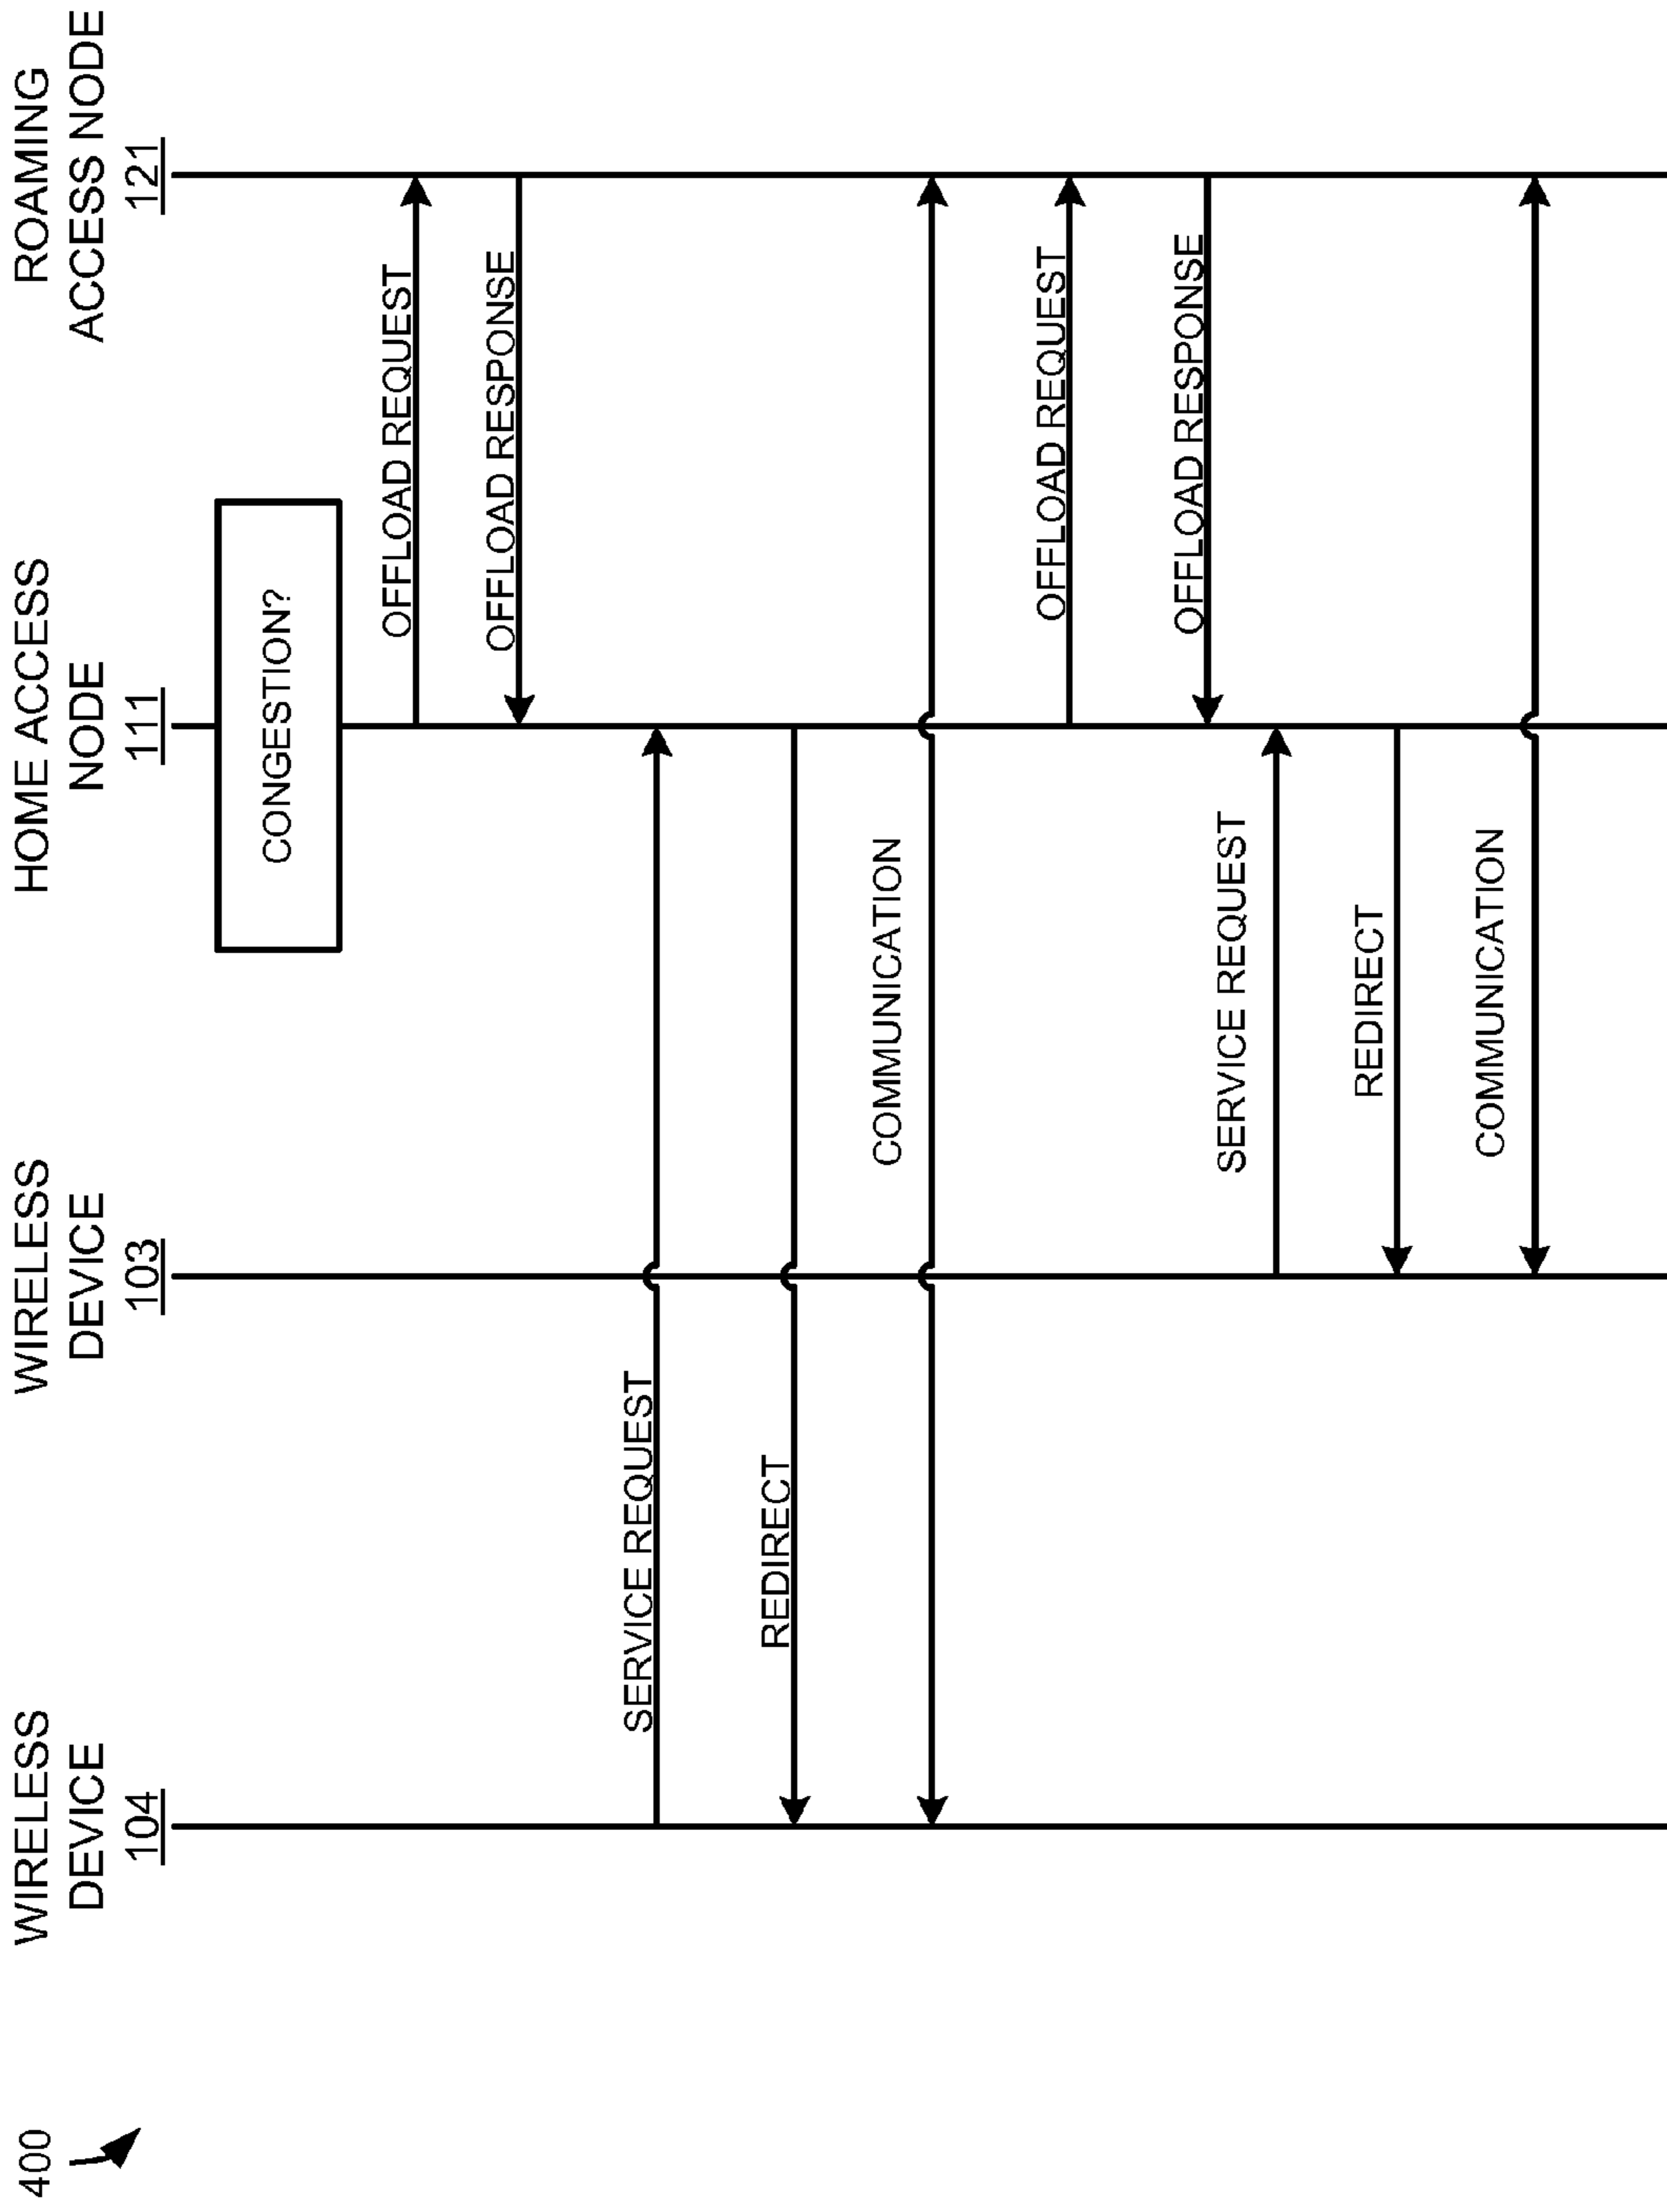 400
WIRELESS
DEVICE
104
WIRELESS
DEVICE
103
HOME ACCESS
NODE
111
ROAMING
ACCESS NODE
121
CONGESTION?
OFFLOAD REQUEST
OFFLOAD RESPONSE
SERVICE REQUEST
REDIRECT
COMMUNICATION
OFFLOAD REQUEST
OFFLOAD RESPONSE
SERVICE REQUEST
REDIRECT
COMMUNICATION